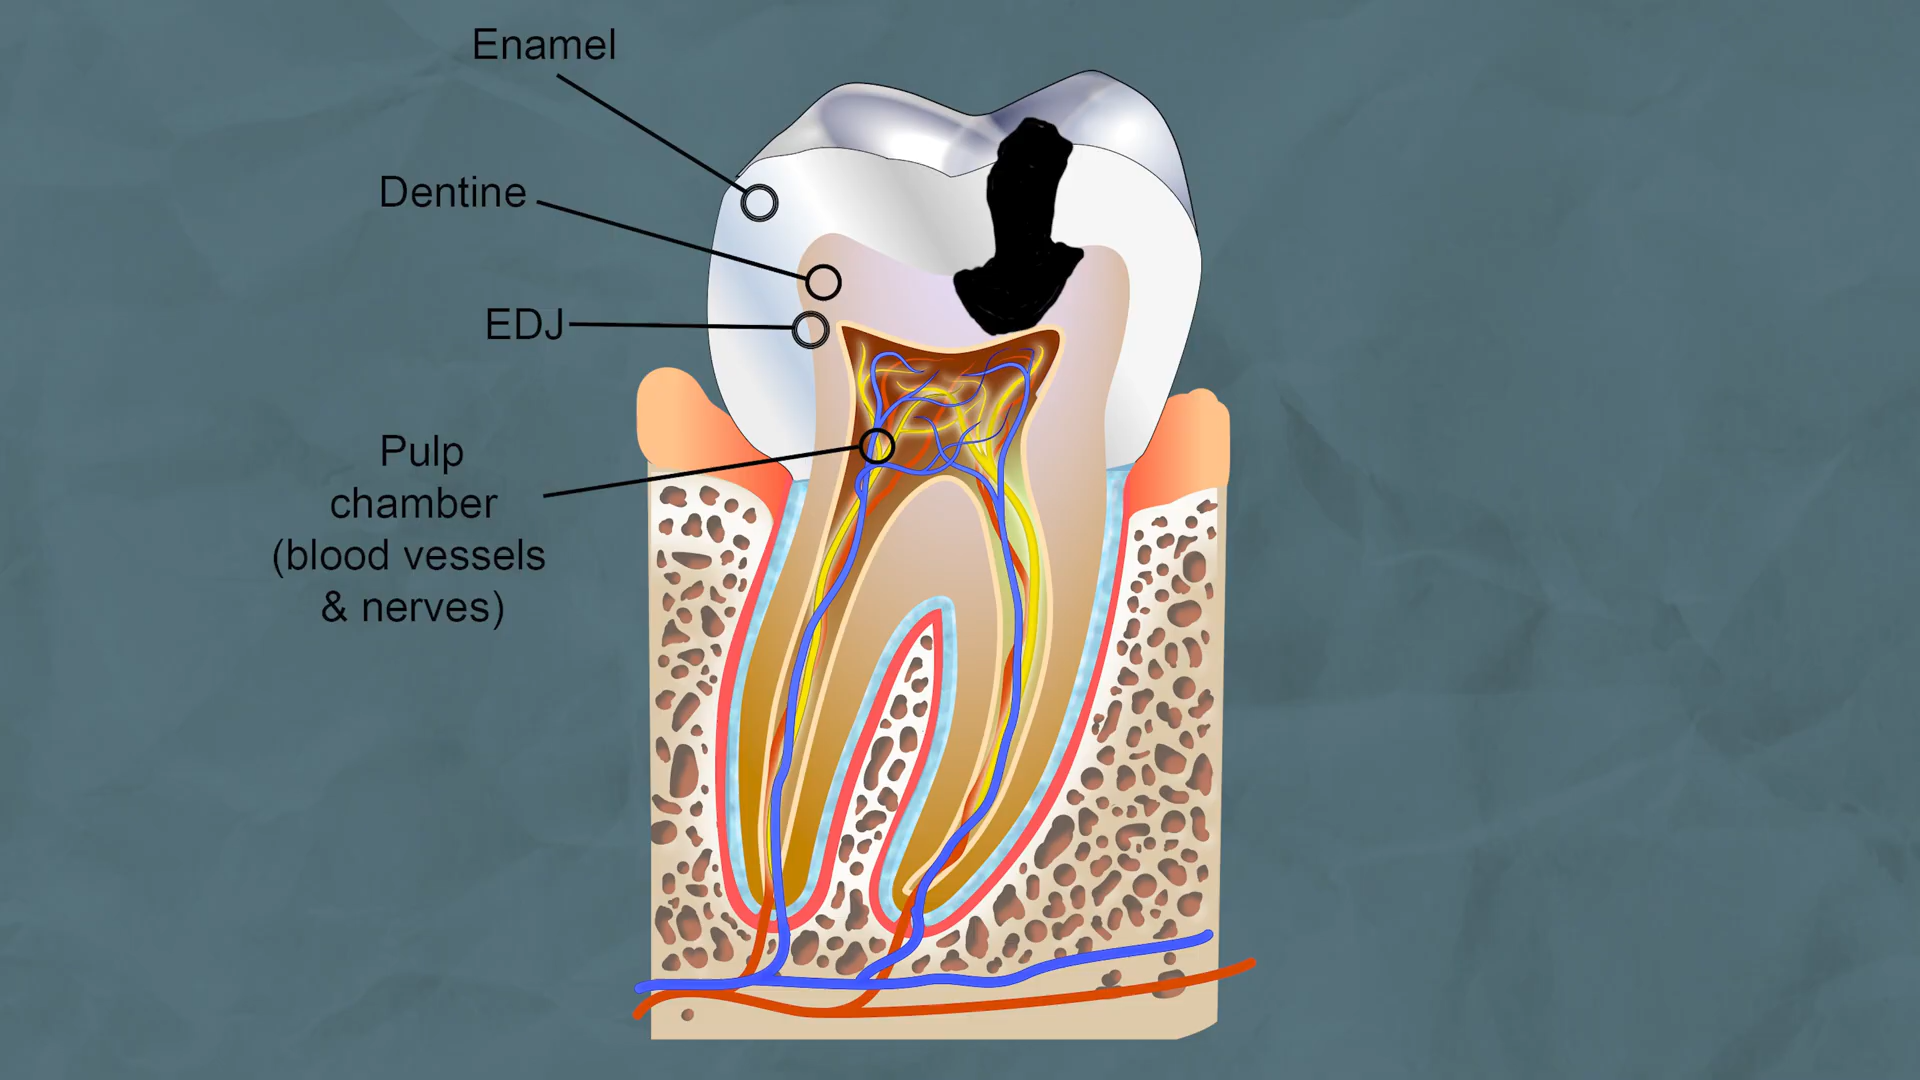 Enamel
Dentine
EDJ
Pulp
chamber
(blood vessels
& nerves)